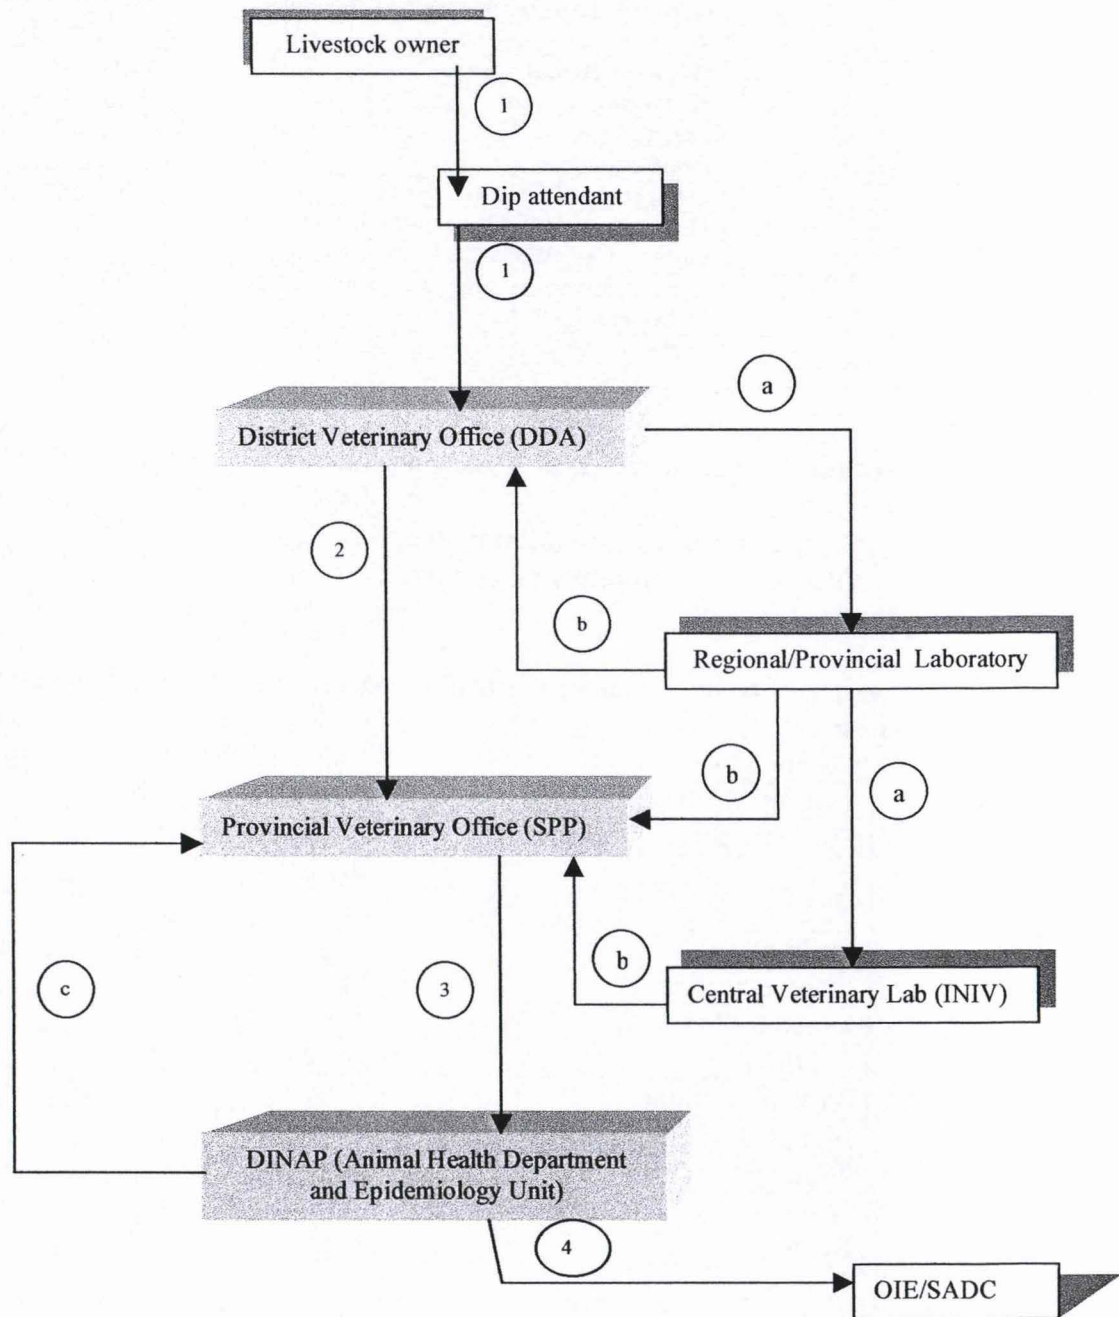 Livestock owner
1
Dip attendant
1
a
District Veterinary Office (DDA)
2
b
Regional/Provincial Laboratory
b
a
Provincial Veterinary Office (SPP)
b
c
3
Central Veterinary Lab (INIV)
DINAP (Animal Health Department
and Epidemiology Unit)
4
OIE/SADC